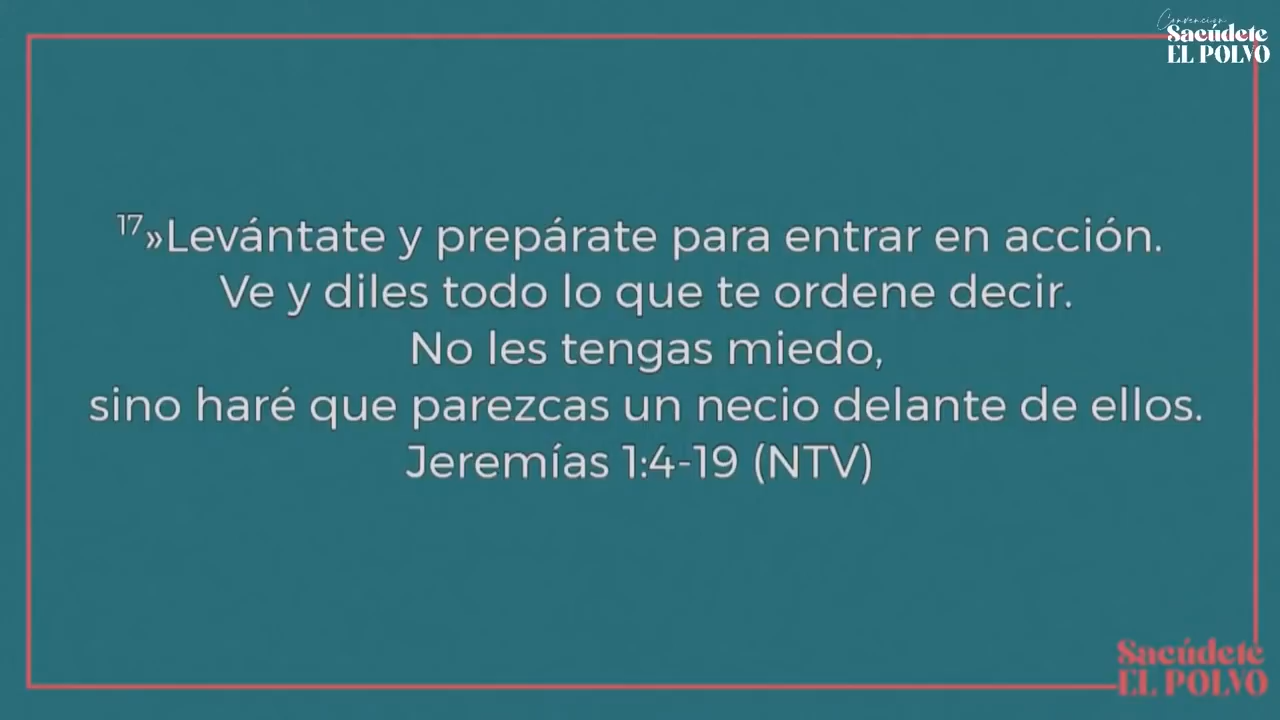 Convención
Sacúdete
EL POLVO
17»Levántate y prepárate para entrar en acción.
Ve y diles todo lo que te ordene decir.
No les tengas miedo,
sino haré que parezcas un necio delante de ellos.
Jeremías 1:4-19 (NTV)
Sacúdete
EL POLVO